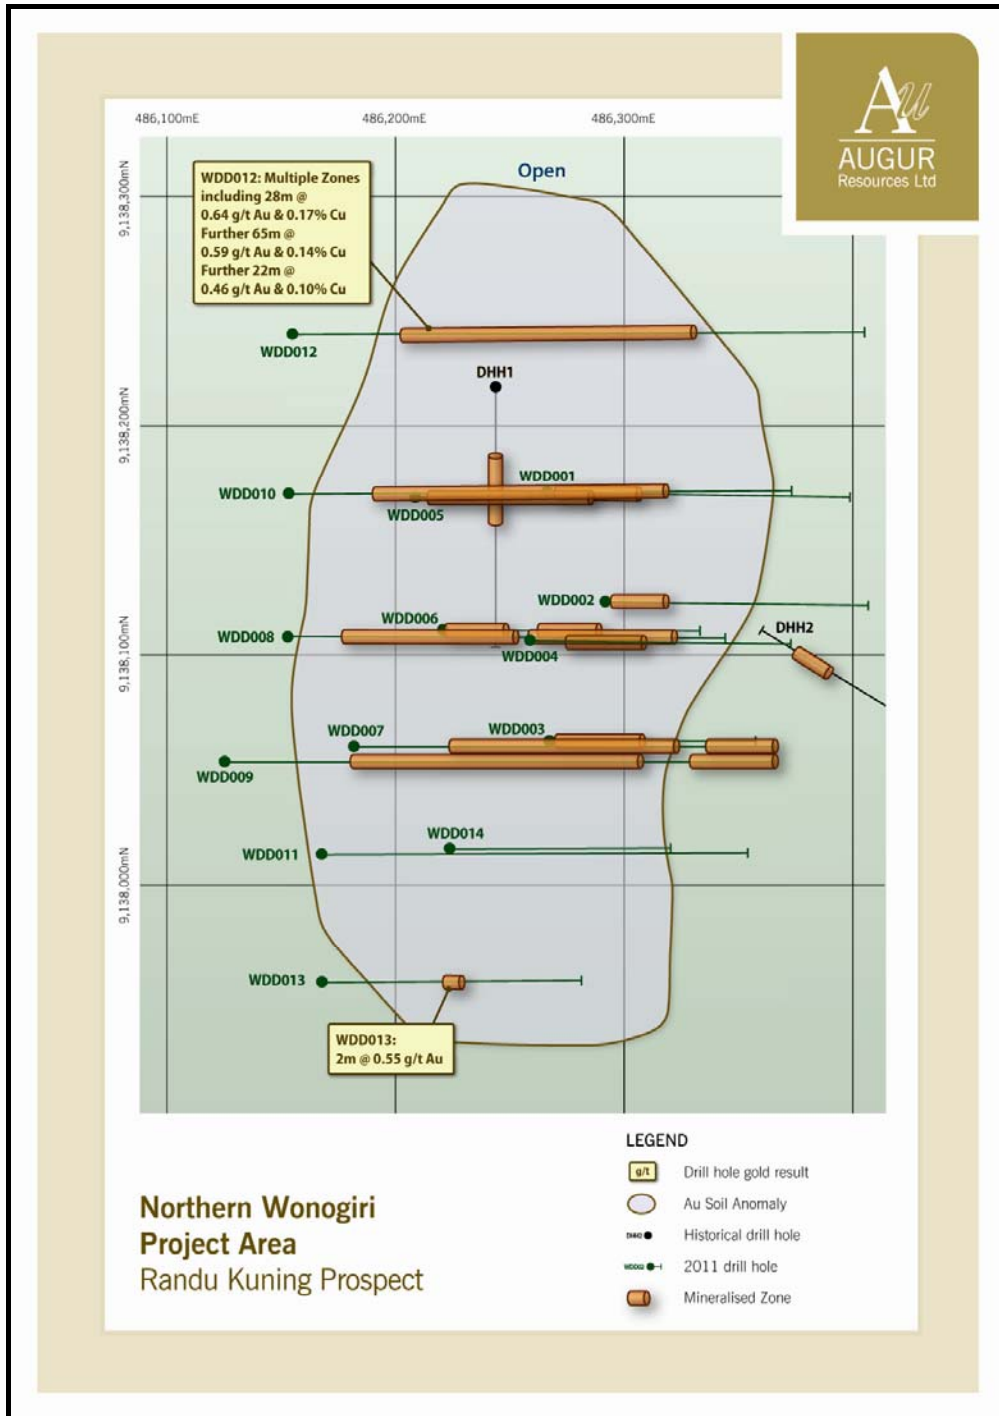 486,100mE
486,200mE
486,300mE
Au
AUGUR
Resources Ltd
Open
9,138,300mN
WDD012: Multiple Zones
including 28m @
0.64 g/t Au & 0.17% Cu
Further 65m @
0.59 g/t Au & 0.14% Cu
Further 22m @
0.46 g/t Au & 0.10% Cu
WDD012
DHH1
9,138,200mN
WDD001
WDD010
WDD005
WDD002
WDD006
WDD008
DHH2
WDD004
9,138,100mN
WDD007
WDD003
WDD009
WDD014
WDD011
9,138,000mN
WDD013
WDD013:
2m @ 0.55 g/t Au
LEGEND
g/t
Drill hole gold result
Au Soil Anomaly
Historical drill hole
2011 drill hole
Mineralised Zone
Northern Wonogiri
Project Area
Randu Kuning Prospect